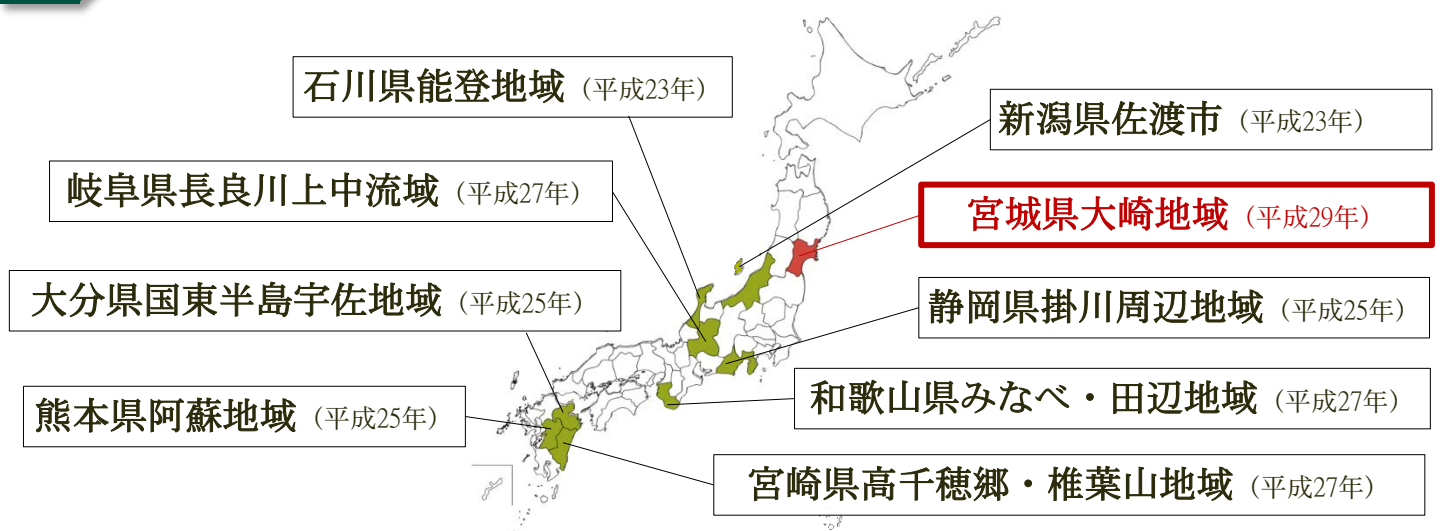 石川県能登地域（平成23年）
新潟県佐渡市（平成23年）
岐阜県長良川上中流域（平成27年）
宮城県大崎地域（平成29年）
大分県国東半島宇佐地域（平成25年）
静岡県掛川周辺地域（平成25年）
熊本県阿蘇地域（平成25年）
和歌山県みなべ・田辺地域（平成27年）
宮崎県高千穂郷・椎葉山地域（平成27年）